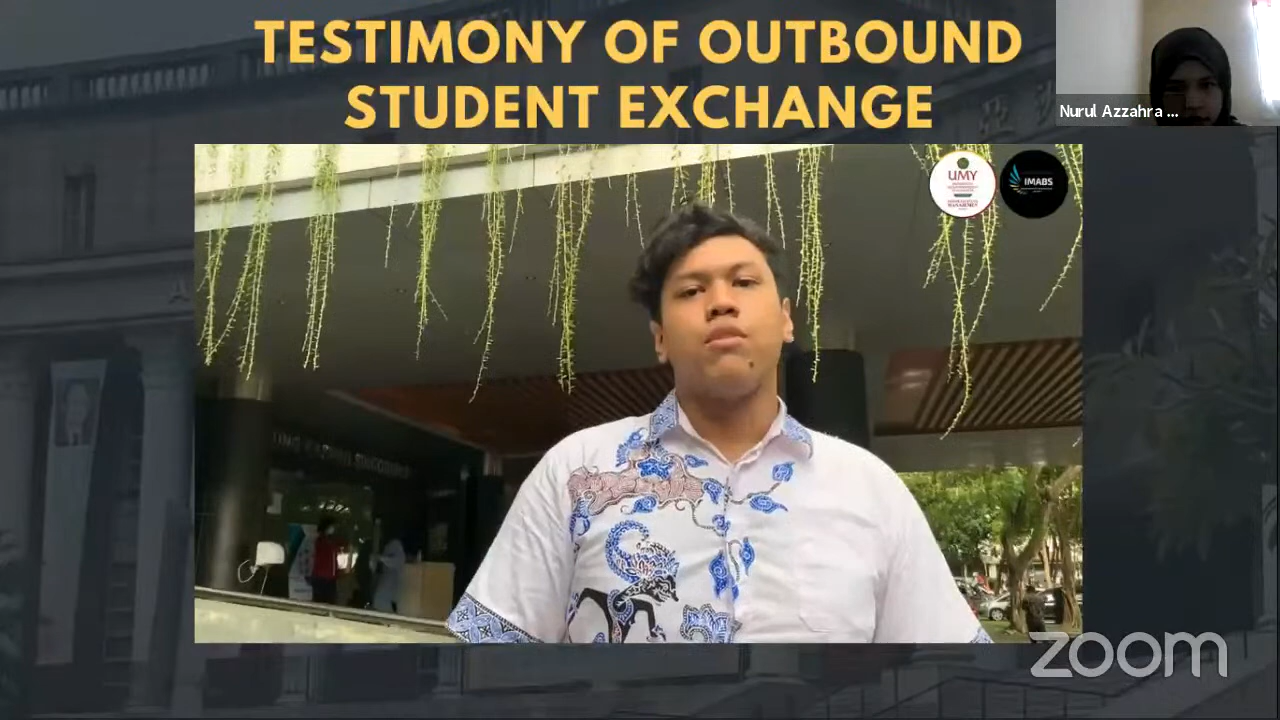 TESTIMONY OF OUTBOUND
STUDENT EXCHANGE
Nurul Azzahra ...
UMY
IMABS
zoom